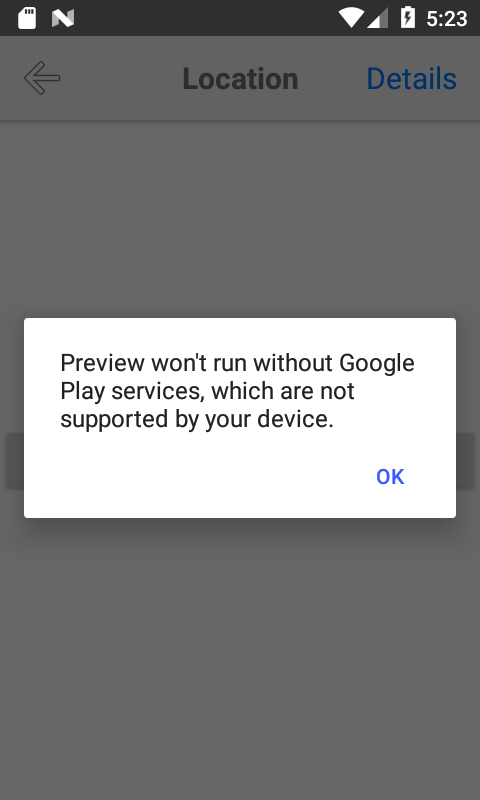 5:23
Location
Details
Preview won't run without Google
Play services, which are not
supported by your device.
OK